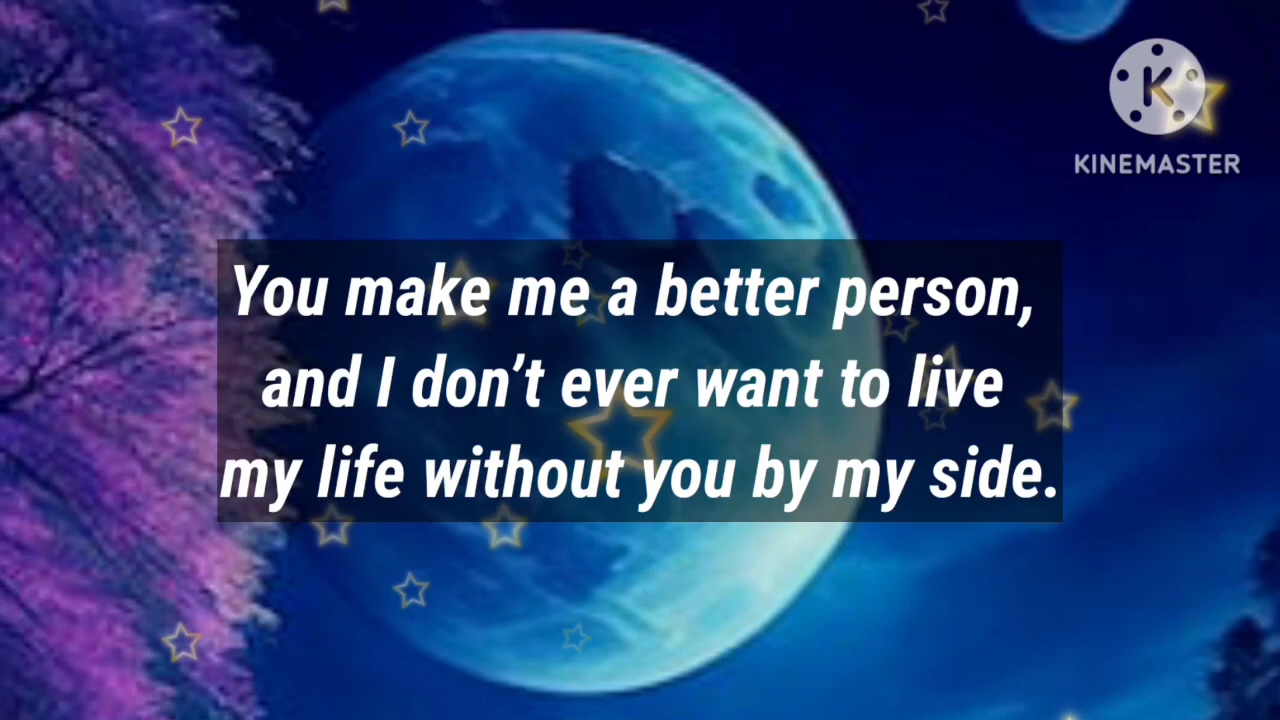 K
KINEMASTER
You make me a better person,
and I don’t ever want to live
my life without you by my side.